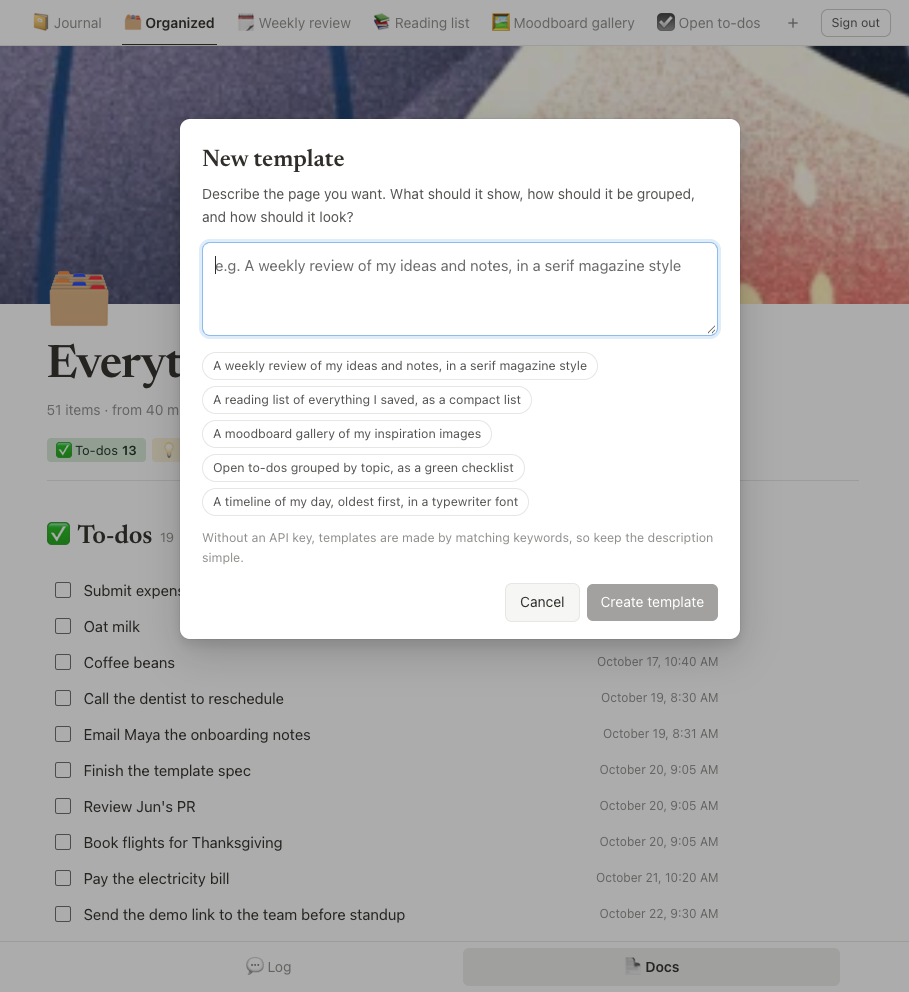 Journal
Organized
Weekly review
Reading list
Moodboard gallery
Open to-dos
+
Sign out
New template
Describe the page you want. What should it show, how should it be grouped,
and how should it look?
e.g. A weekly review of my ideas and notes, in a serif magazine style
A weekly review of my ideas and notes, in a serif magazine style
A reading list of everything I saved, as a compact list
A moodboard gallery of my inspiration images
Open to-dos grouped by topic, as a green checklist
A timeline of my day, oldest first, in a typewriter font
Without an API key, templates are made by matching keywords, so keep the description
simple.
Cancel
Create template
51 items · from 40
To-dos 13
To-dos 19
Submit
Oat milk
Coffee beans October 17, 10:40 AM
Call the dentist to reschedule October 19, 8:30 AM
Email Maya the onboarding notes October 19, 8:31 AM
Finish the template spec October 20, 9:05 AM
Review Jun's PR October 20, 9:05 AM
Book flights for Thanksgiving October 20, 9:05 AM
Pay the electricity bill October 21, 10:20 AM
Send the demo link to the team before standup October 22, 9:30 AM
Log
Docs